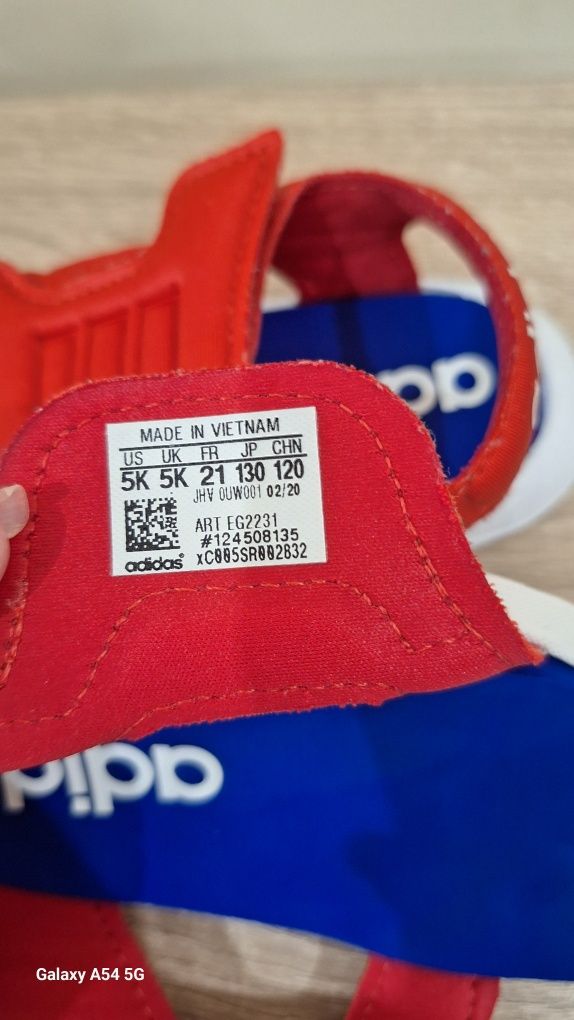 adi
MADE IN VIETNAM
US UK FR JP CHN
5K 5K 21 130 120
JHV 0UW001 02/20
ART EG2231
#124508135
adidas xC005SR002832
adid
Galaxy A54 5G